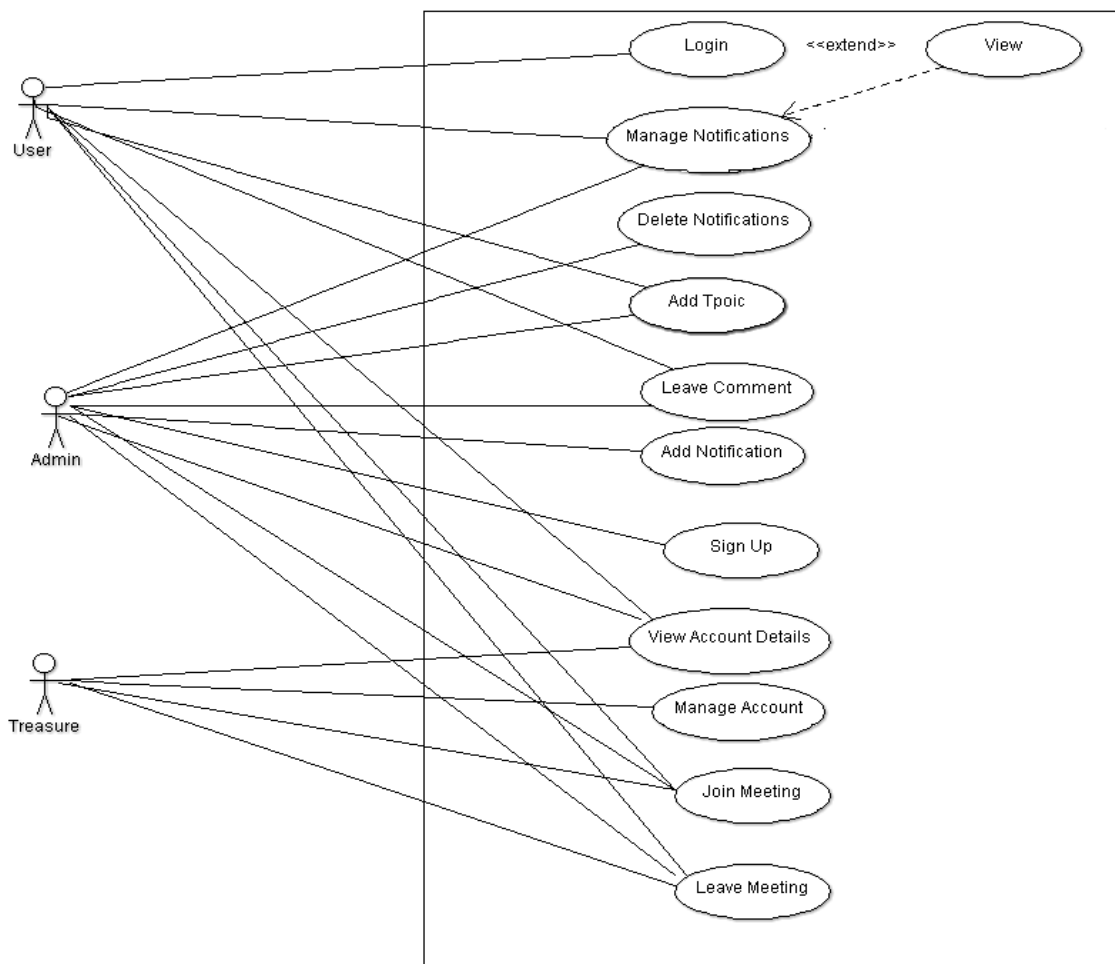 Login
<<extend>>
View
User
Manage Notifications
Delete Notifications
Add Tpoic
Admin
Leave Comment
Add Notification
Sign Up
View Account Details
Treasure
Manage Account
Join Meeting
Leave Meeting